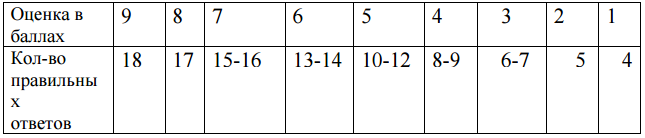 Оценка в баллах 9 8 7 6 5 4 3 2 1
Кол-во правильны х ответов 18 17 15-16 13-14 10-12 8-9 6-7 5 4